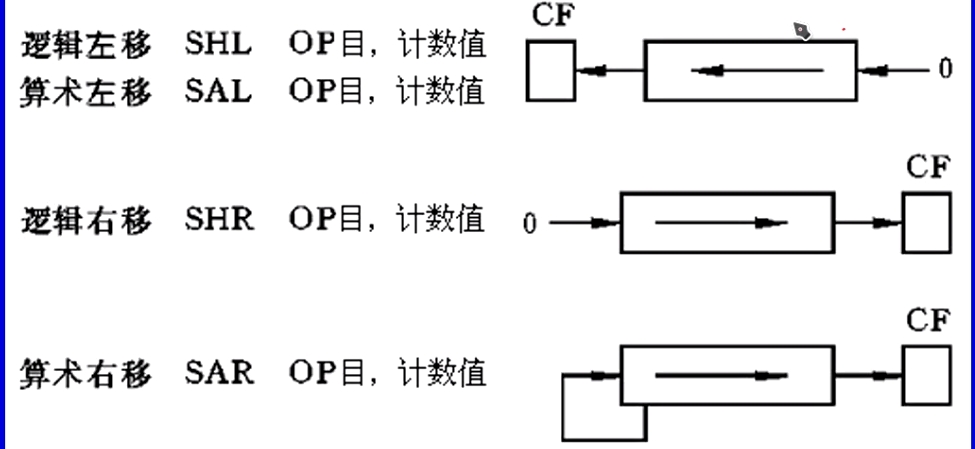 逻辑左移 SHL OP目，计数值
算术左移 SAL OP目，计数值
CF
0
逻辑右移 SHR OP目，计数值
0
CF
算术右移 SAR OP目，计数值
CF